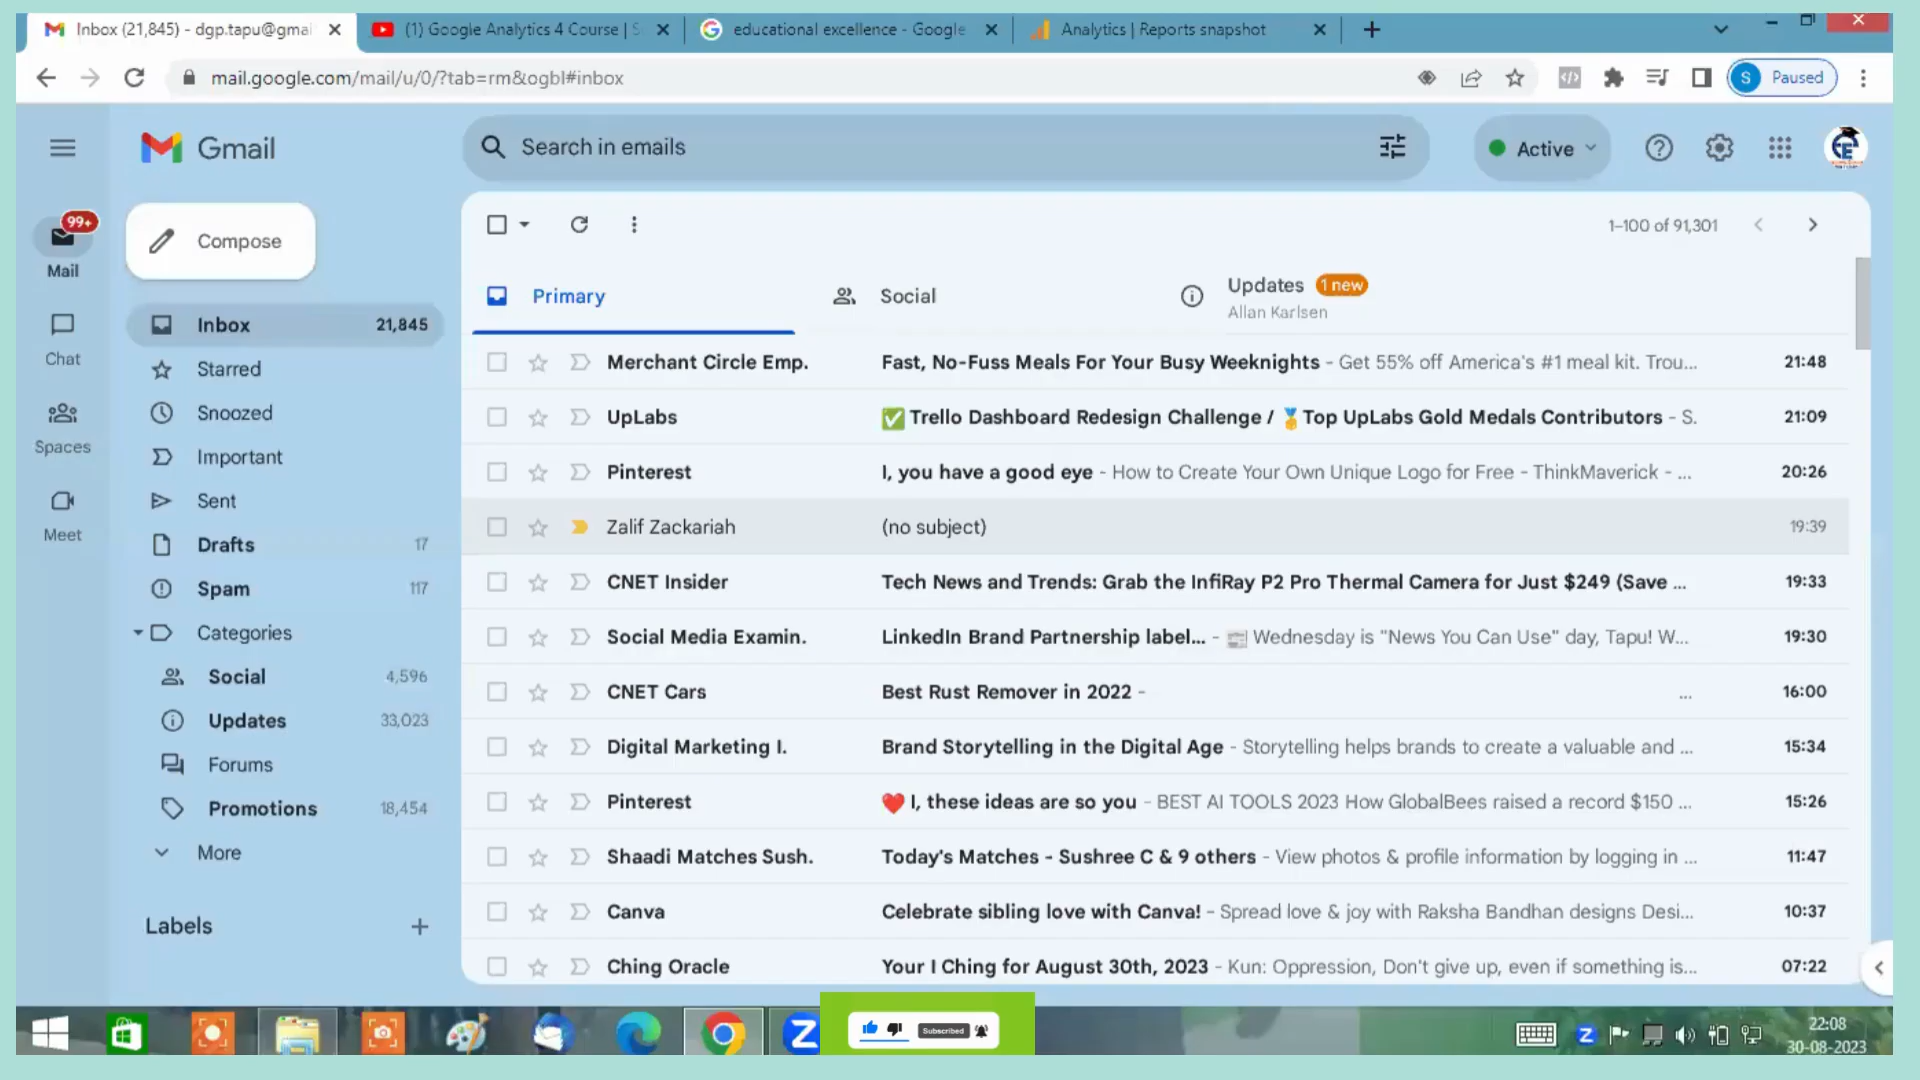 Inbox (21,845) - dgp.tapu@gmai
(1) Google Analytics 4 Course | S
educational excellence - Google
Analytics | Reports snapshot
mail.google.com/mail/u/0/?tab=rm&ogbl#inbox
S Paused
Gmail
Search in emails
Active
99+
Mail
Compose
1–100 of 91,301
Primary
Social
Updates 1 new
Allan Karlsen
Chat
Spaces
Meet
Inbox 21,845
Starred
Snoozed
Important
Sent
Drafts 17
Spam 117
Categories
Social 4,596
Updates 33,023
Forums
Promotions 18,454
More
Labels
Merchant Circle Emp. Fast, No-Fuss Meals For Your Busy Weeknights - Get 55% off America's #1 meal kit. Trou... 21:48
UpLabs ✅ Trello Dashboard Redesign Challenge / 🥇Top UpLabs Gold Medals Contributors - S. 21:09
Pinterest I, you have a good eye - How to Create Your Own Unique Logo for Free - ThinkMaverick - ... 20:26
Zalif Zackariah (no subject) 19:39
CNET Insider Tech News and Trends: Grab the InfiRay P2 Pro Thermal Camera for Just $249 (Save ... 19:33
Social Media Examin. LinkedIn Brand Partnership label... - 📰 Wednesday is "News You Can Use" day, Tapu! W... 19:30
CNET Cars Best Rust Remover in 2022 - ... 16:00
Digital Marketing I. Brand Storytelling in the Digital Age - Storytelling helps brands to create a valuable and ... 15:34
Pinterest ❤️ I, these ideas are so you - BEST AI TOOLS 2023 How GlobalBees raised a record $150 ... 15:26
Shaadi Matches Sush. Today's Matches - Sushree C & 9 others - View photos & profile information by logging in ... 11:47
Canva Celebrate sibling love with Canva! - Spread love & joy with Raksha Bandhan designs Desi... 10:37
Ching Oracle Your I Ching for August 30th, 2023 - Kun: Oppression, Don't give up, even if something is... 07:22
Subscribed
22:08
30-08-2023